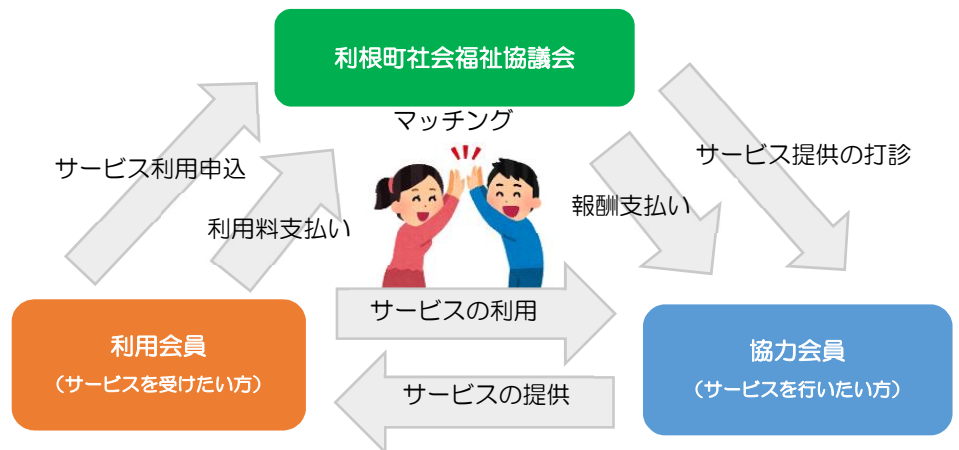 利根町社会福祉協議会
マッチング
サービス利用申込
サービス提供の打診
利用料支払い
報酬支払い
サービスの利用
利用会員
（サービスを受けたい方）
協力会員
（サービスを行いたい方）
サービスの提供